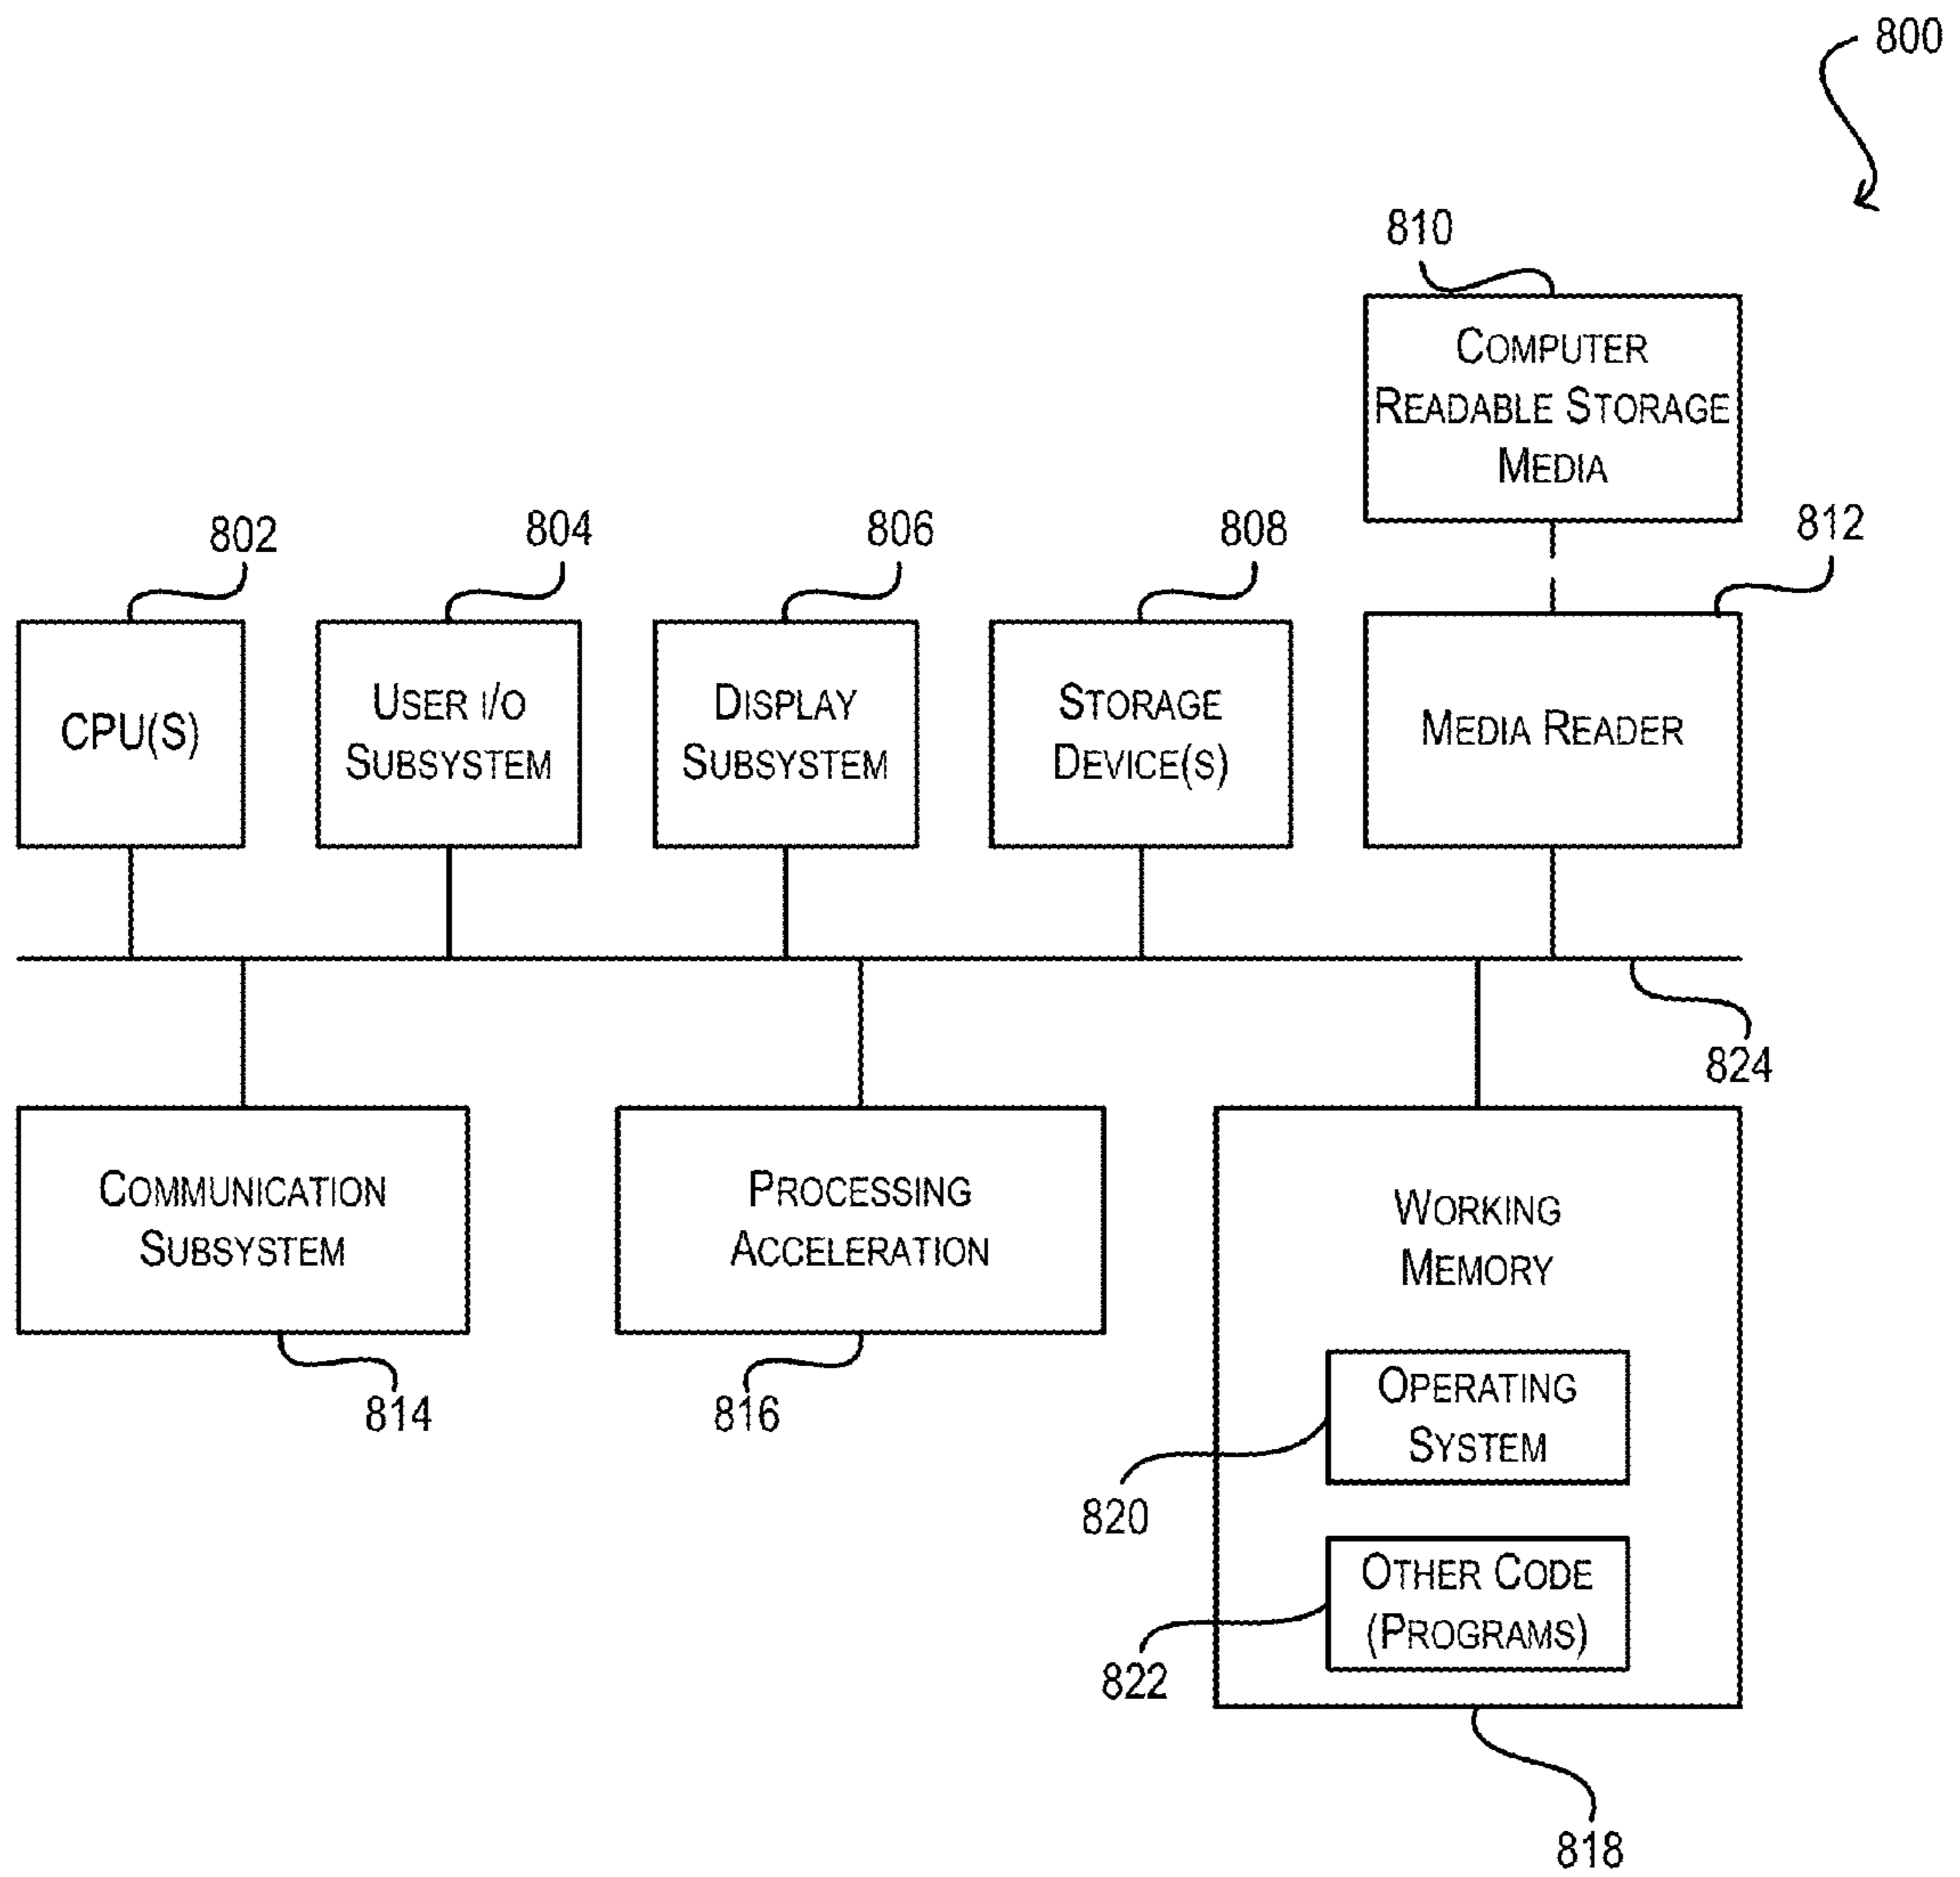 800
810
COMPUTER
READABLE STORAGE
MEDIA
802
804
806
808
812
CPU(S)
USER I/O
SUBSYSTEM
DISPLAY
SUBSYSTEM
STORAGE
DEVICE(S)
MEDIA READER
824
COMMUNICATION
SUBSYSTEM
PROCESSING
ACCELERATION
WORKING
MEMORY
814
816
OPERATING
SYSTEM
820
OTHER CODE
(PROGRAMS)
822
818